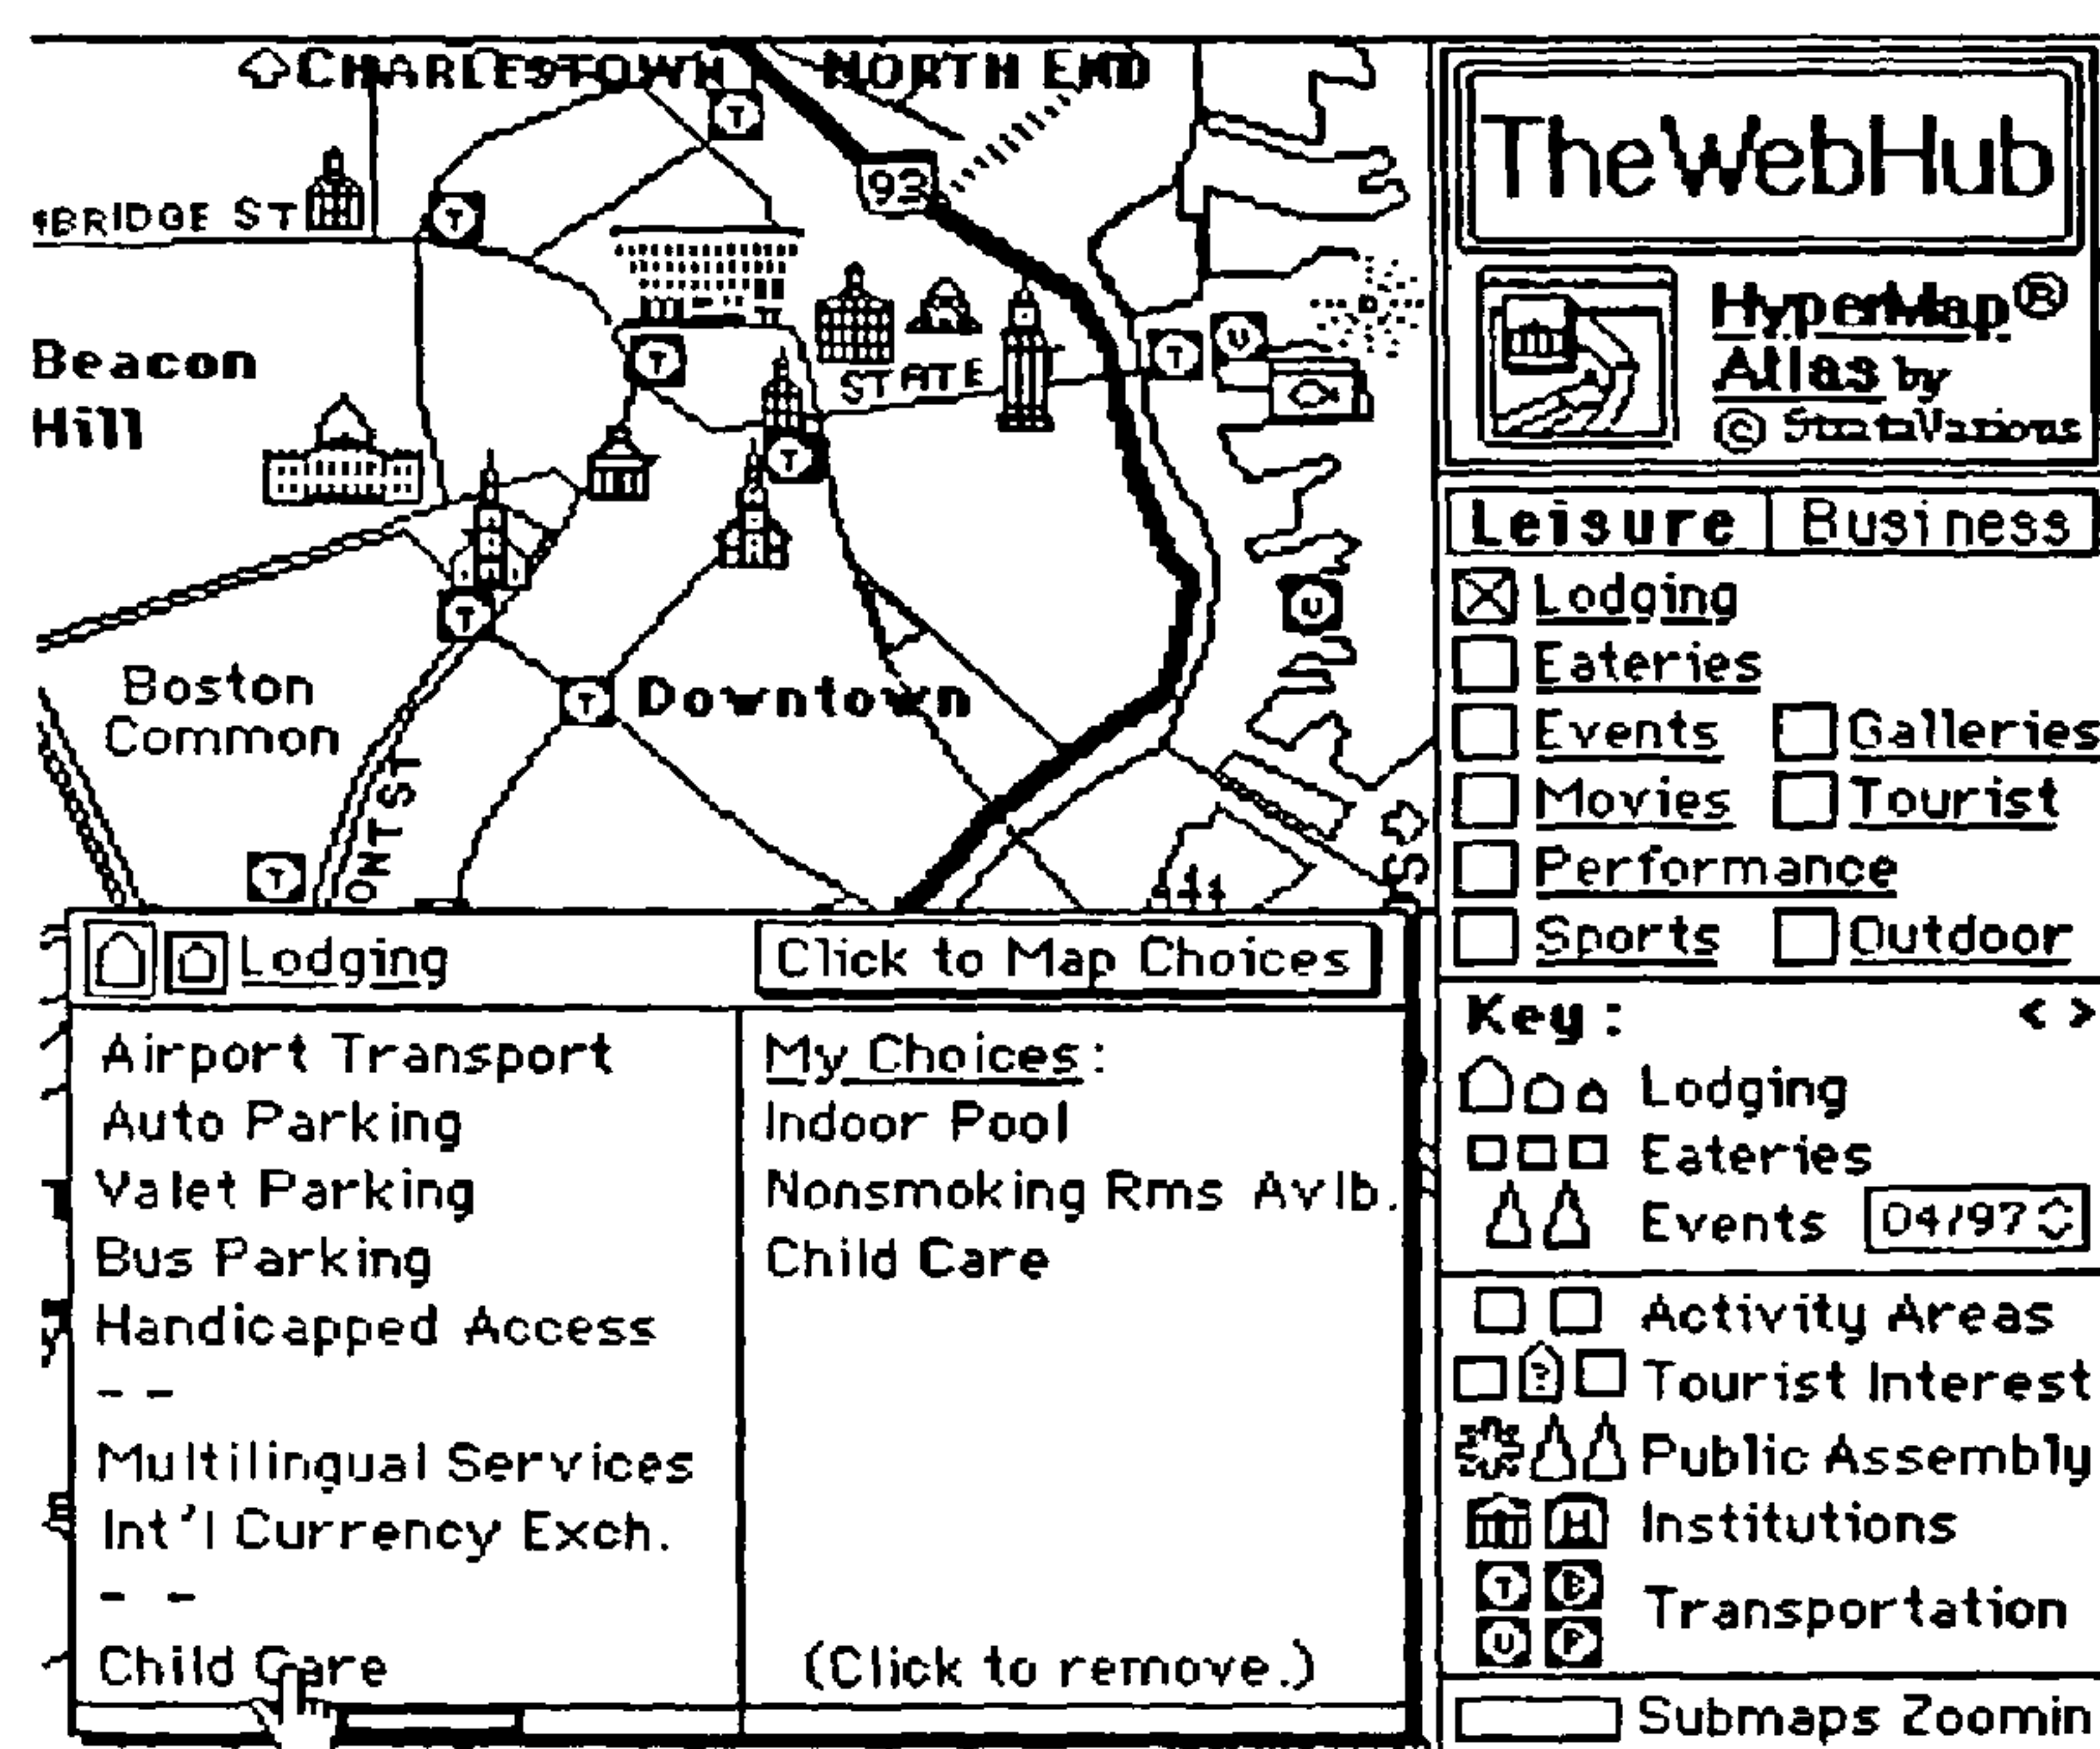 CHARLESTOWN
NORTH END
T
93
BRIDGE ST
T
Beacon
Hill
T
STATE
T
U
T
T
U
Boston
Common
T
Downtown
ONT ST
T
S
Lodging
Click to Map Choices
Airport Transport
Auto Parking
Valet Parking
Bus Parking
Handicapped Access
- -
Multilingual Services
Int'l Currency Exch.
- -
Child Care
My Choices:
Indoor Pool
Nonsmoking Rms Avlb.
Child Care
(Click to remove.)
TheWebHub
HyperMap®
Atlas by
© StrataVarious
Leisure Business
Lodging
Eateries
Events Galleries
Movies Tourist
Performance
Sports Outdoor
Key: < >
Lodging
Eateries
Events 04/97
Activity Areas
? Tourist Interest
Public Assembly
H Institutions
T B
Transportation
U P
Submaps Zoomin